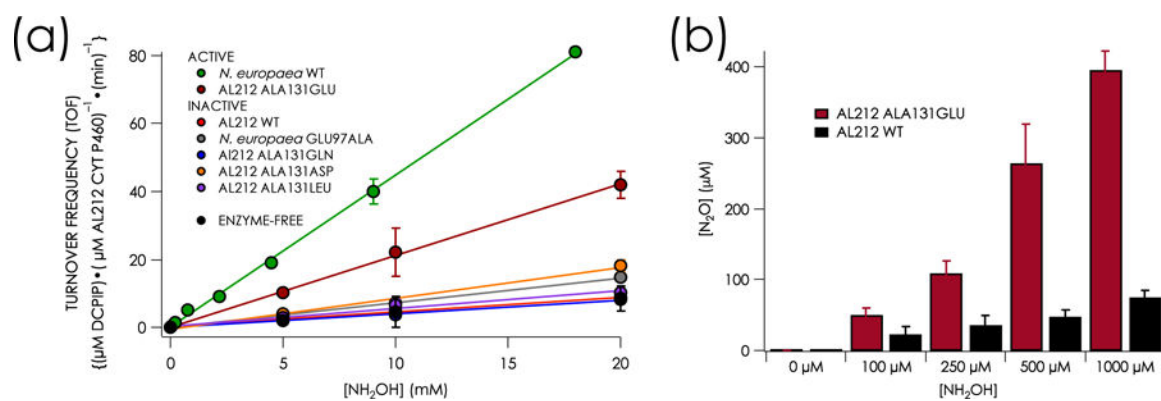 (a)
TURNOVER FREQUENCY (TOF)
{(µM DCPIP)•(µM AL212 CYT P460)⁻¹•(min)⁻¹}
80
60
40
20
0
ACTIVE
N. europaea WT
AL212 ALA131GLU
INACTIVE
AL212 WT
N. europaea GLU97ALA
Al212 ALA131GLN
AL212 ALA131ASP
AL212 ALA131LEU
ENZYME-FREE
0 5 10 15 20
[NH₂OH] (mM)
(b)
[N₂O] (µM)
400
300
200
100
0
AL212 ALA131GLU
AL212 WT
0 µM 100 µM 250 µM 500 µM 1000 µM
[NH₂OH]